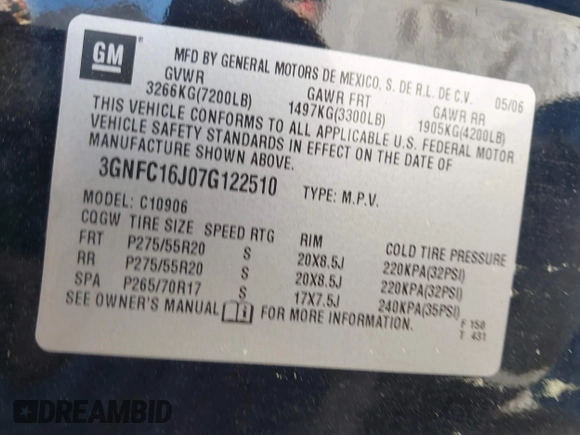 GM
MFD BY GENERAL MOTORS DE MEXICO, S. DE R.L. DE C.V. 05/06
GVWR GAWR FRT GAWR RR
3266KG(7200LB) 1497KG(3300LB) 1905KG(4200LB)
THIS VEHICLE CONFORMS TO ALL APPLICABLE U.S. FEDERAL MOTOR
VEHICLE SAFETY STANDARDS IN EFFECT ON THE DATE OF
MANUFACTURE SHOWN ABOVE.
3GNFC16J07G122510 TYPE: M.P.V.
MODEL: C10906
CQGW TIRE SIZE SPEED RTG RIM COLD TIRE PRESSURE
FRT P275/55R20 S 20X8.5J 220KPA(32PSI)
RR P275/55R20 S 20X8.5J 220KPA(32PSI)
SPA P265/70R17 S 17X7.5J 240KPA(35PSI)
SEE OWNER'S MANUAL FOR MORE INFORMATION.
F 158
T 431
DREAMBID